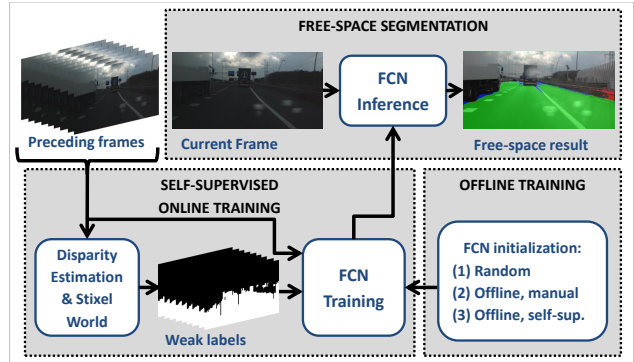 FREE-SPACE SEGMENTATION
FCN
Inference
Preceding frames
Current Frame
Free-space result
SELF-SUPERVISED
ONLINE TRAINING
OFFLINE TRAINING
Disparity
Estimation
& Stixel
World
Weak labels
FCN
Training
FCN initialization:
(1) Random
(2) Offline, manual
(3) Offline, self-sup.